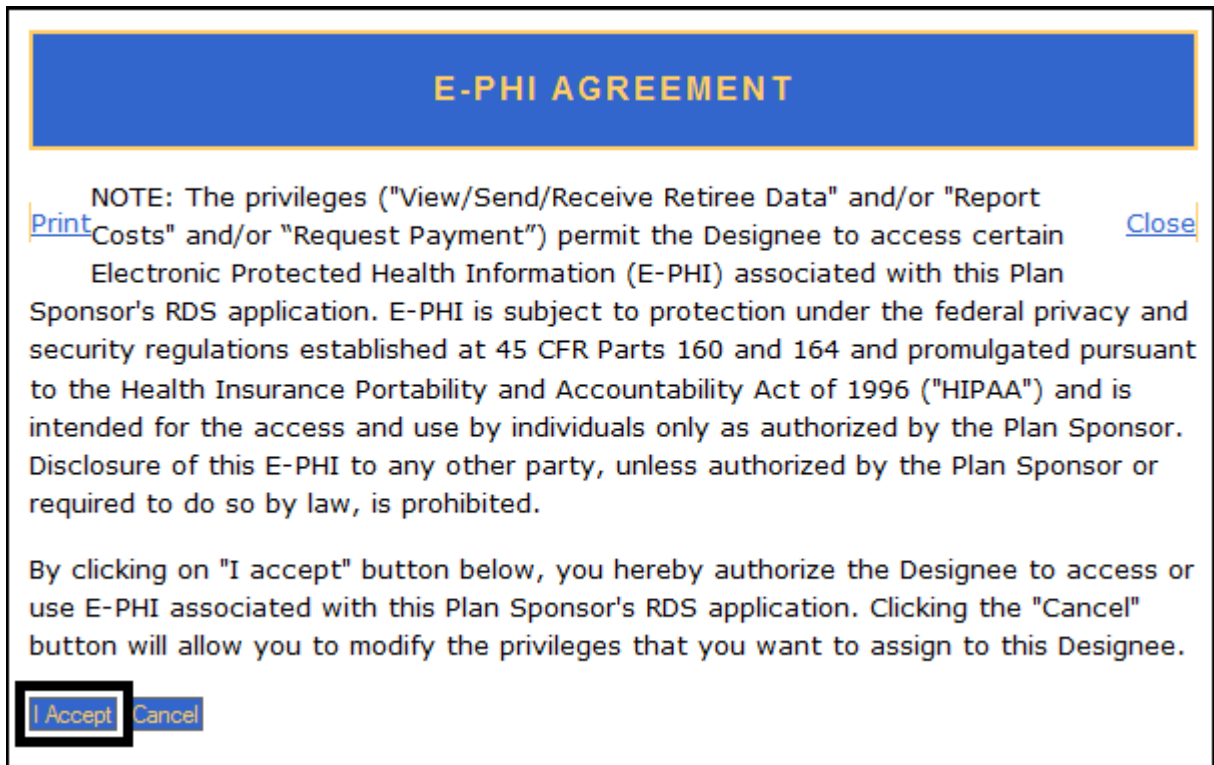 E-PHI AGREEMENT
NOTE: The privileges ("View/Send/Receive Retiree Data" and/or "Report
Print
Costs" and/or “Request Payment”) permit the Designee to access certain
Close
Electronic Protected Health Information (E-PHI) associated with this Plan
Sponsor's RDS application. E-PHI is subject to protection under the federal privacy and
security regulations established at 45 CFR Parts 160 and 164 and promulgated pursuant
to the Health Insurance Portability and Accountability Act of 1996 ("HIPAA") and is
intended for the access and use by individuals only as authorized by the Plan Sponsor.
Disclosure of this E-PHI to any other party, unless authorized by the Plan Sponsor or
required to do so by law, is prohibited.
By clicking on "I accept" button below, you hereby authorize the Designee to access or
use E-PHI associated with this Plan Sponsor's RDS application. Clicking the "Cancel"
button will allow you to modify the privileges that you want to assign to this Designee.
I Accept Cancel